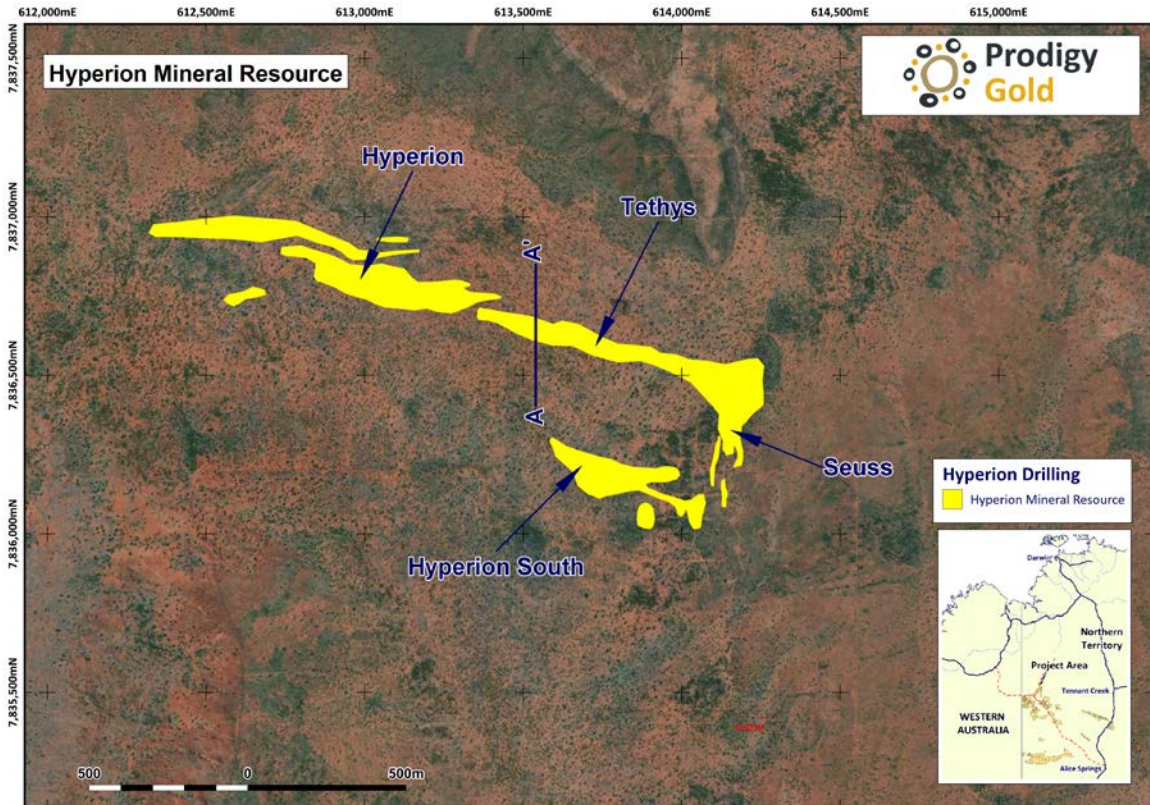 612,000mE
612,500mE
613,000mE
613,500mE
614,000mE
614,500mE
615,000mE
7,837,500mN
7,837,000mN
7,836,500mN
7,836,000mN
7,835,500mN
Hyperion Mineral Resource
Prodigy
Gold
Hyperion
Tethys
A'
A
Seuss
Hyperion South
Hyperion Drilling
Hyperion Mineral Resource
Darwin
Northern
Territory
Project Area
Tennant Creek
WESTERN
AUSTRALIA
Alice Springs
500
0
500m